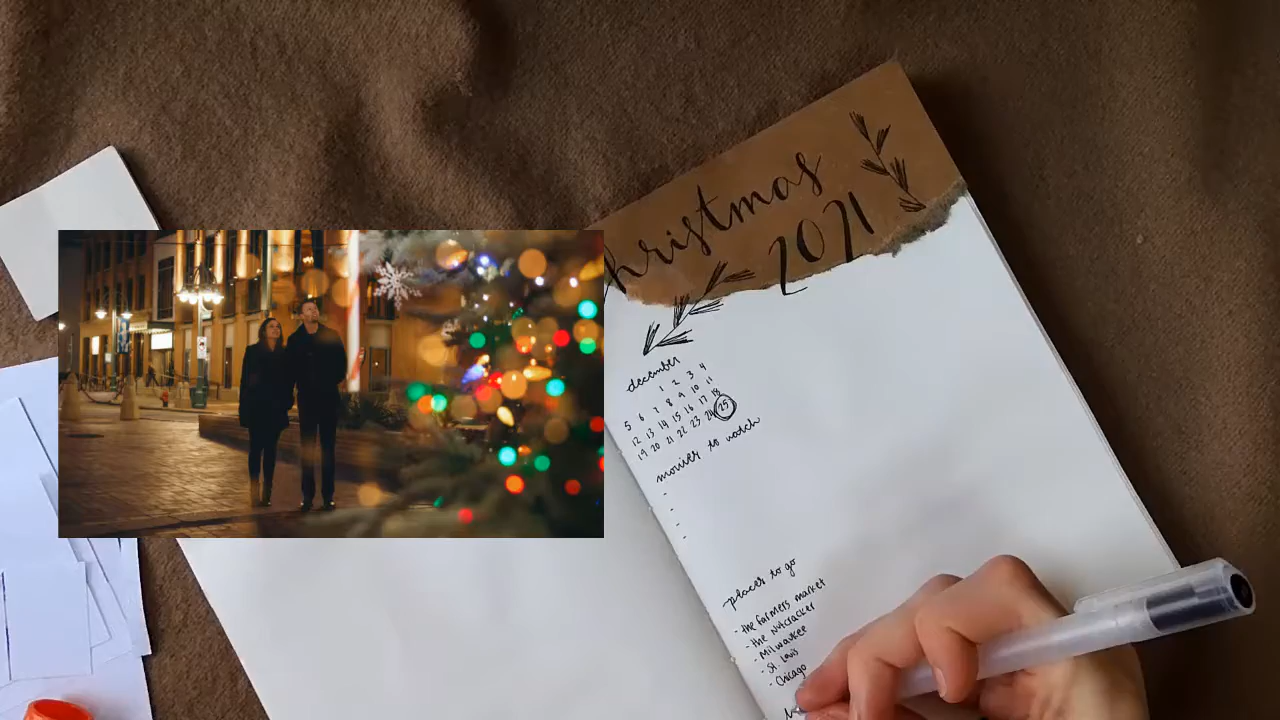 hristmas
2021
december
1 2 3 4
5 6 7 8 9 10 11
12 13 14 15 16 17 18
19 20 21 22 23 24 25
movies to watch
-
-
-
-
places to go
- the farmers market
- the nutcracker
- Milwaukee
- St Louis
- Chicago